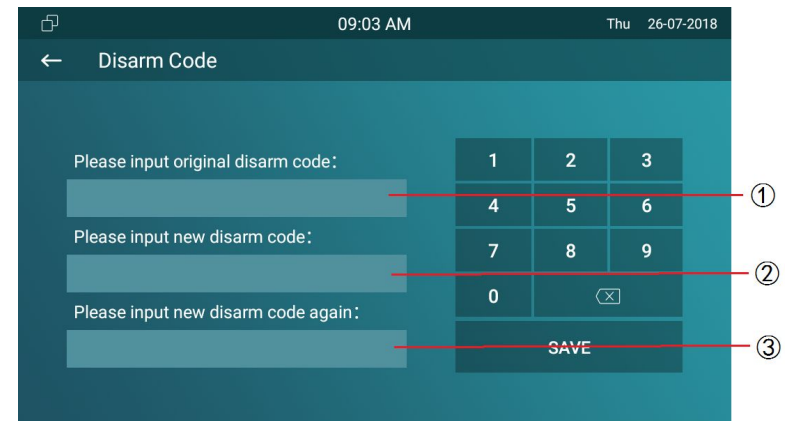 09:03 AM Thu 26-07-2018
← Disarm Code
Please input original disarm code：
1 2 3
①
4 5 6
Please input new disarm code：
7 8 9
②
0
Please input new disarm code again：
SAVE
③